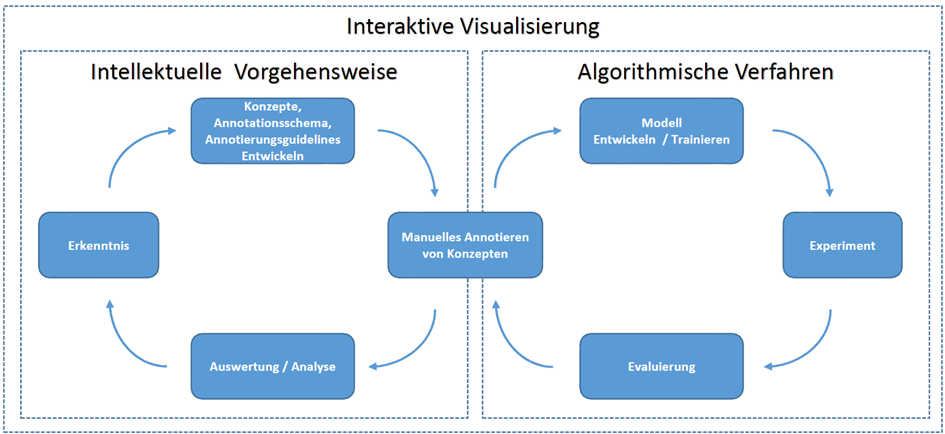 Interaktive Visualisierung
Intellektuelle Vorgehensweise
Konzepte,
Annotationsschema,
Annotierungsguidelines
Entwickeln
Erkenntnis
Manuelles Annotieren
von Konzepten
Auswertung / Analyse
Algorithmische Verfahren
Modell
Entwickeln / Trainieren
Experiment
Evaluierung